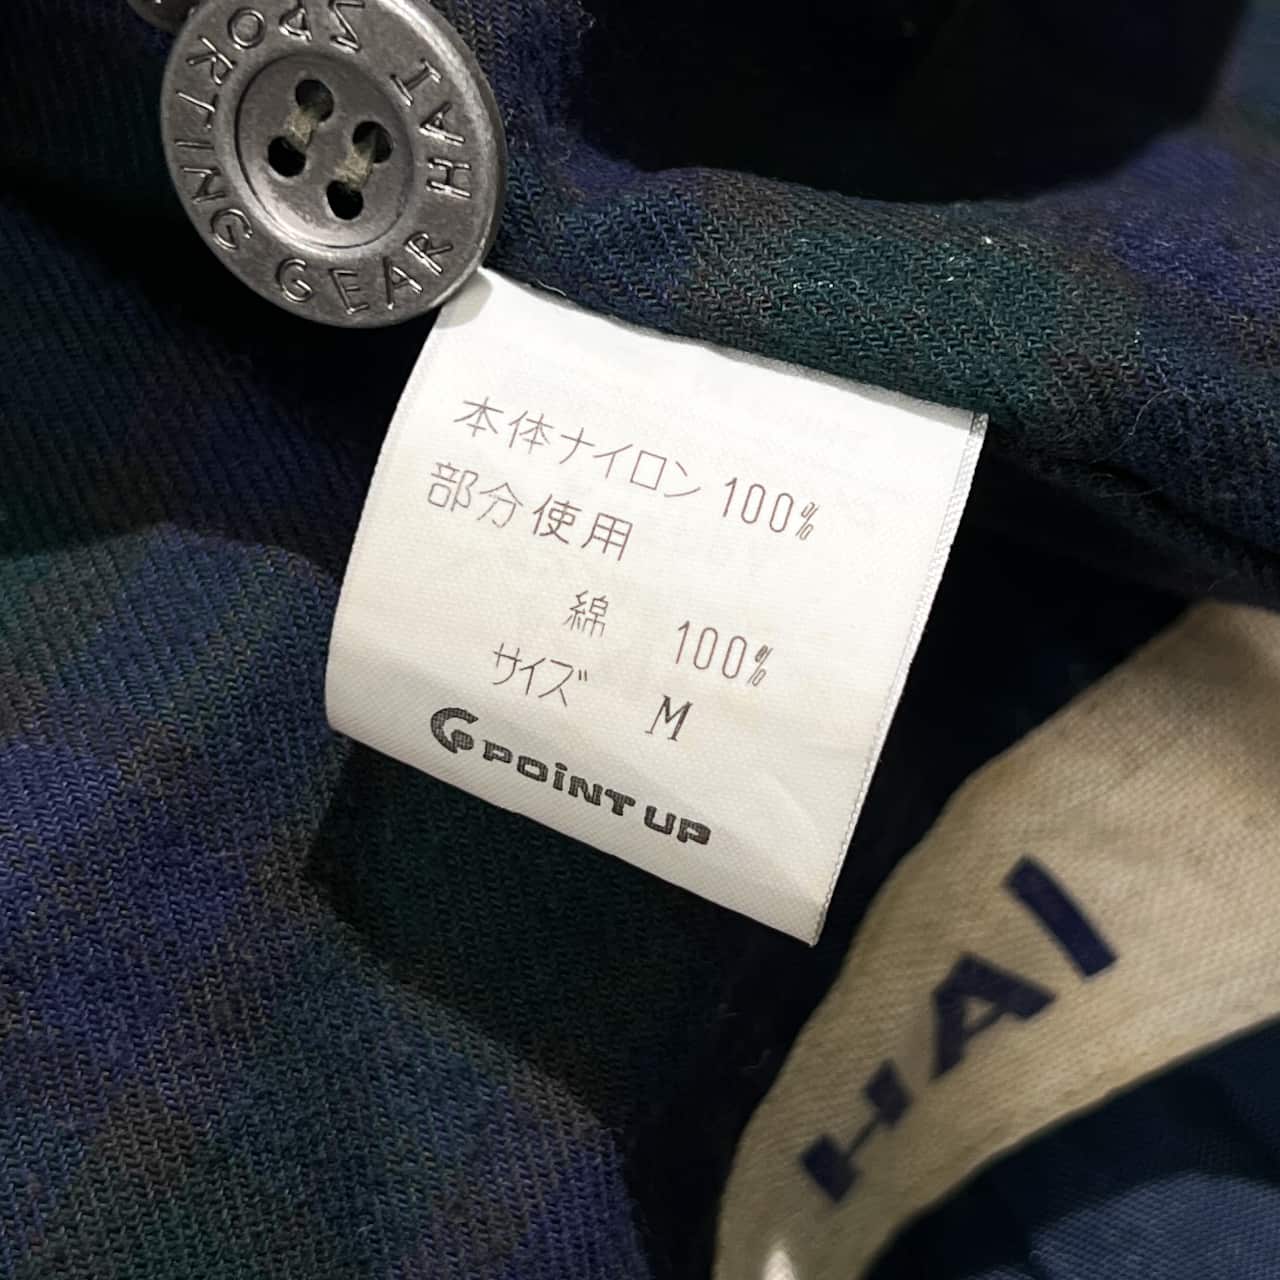 HAI SPORTING GEAR
本体ナイロン 100%
部分使用
綿 100%
サイズ M
POINT UP
HAI